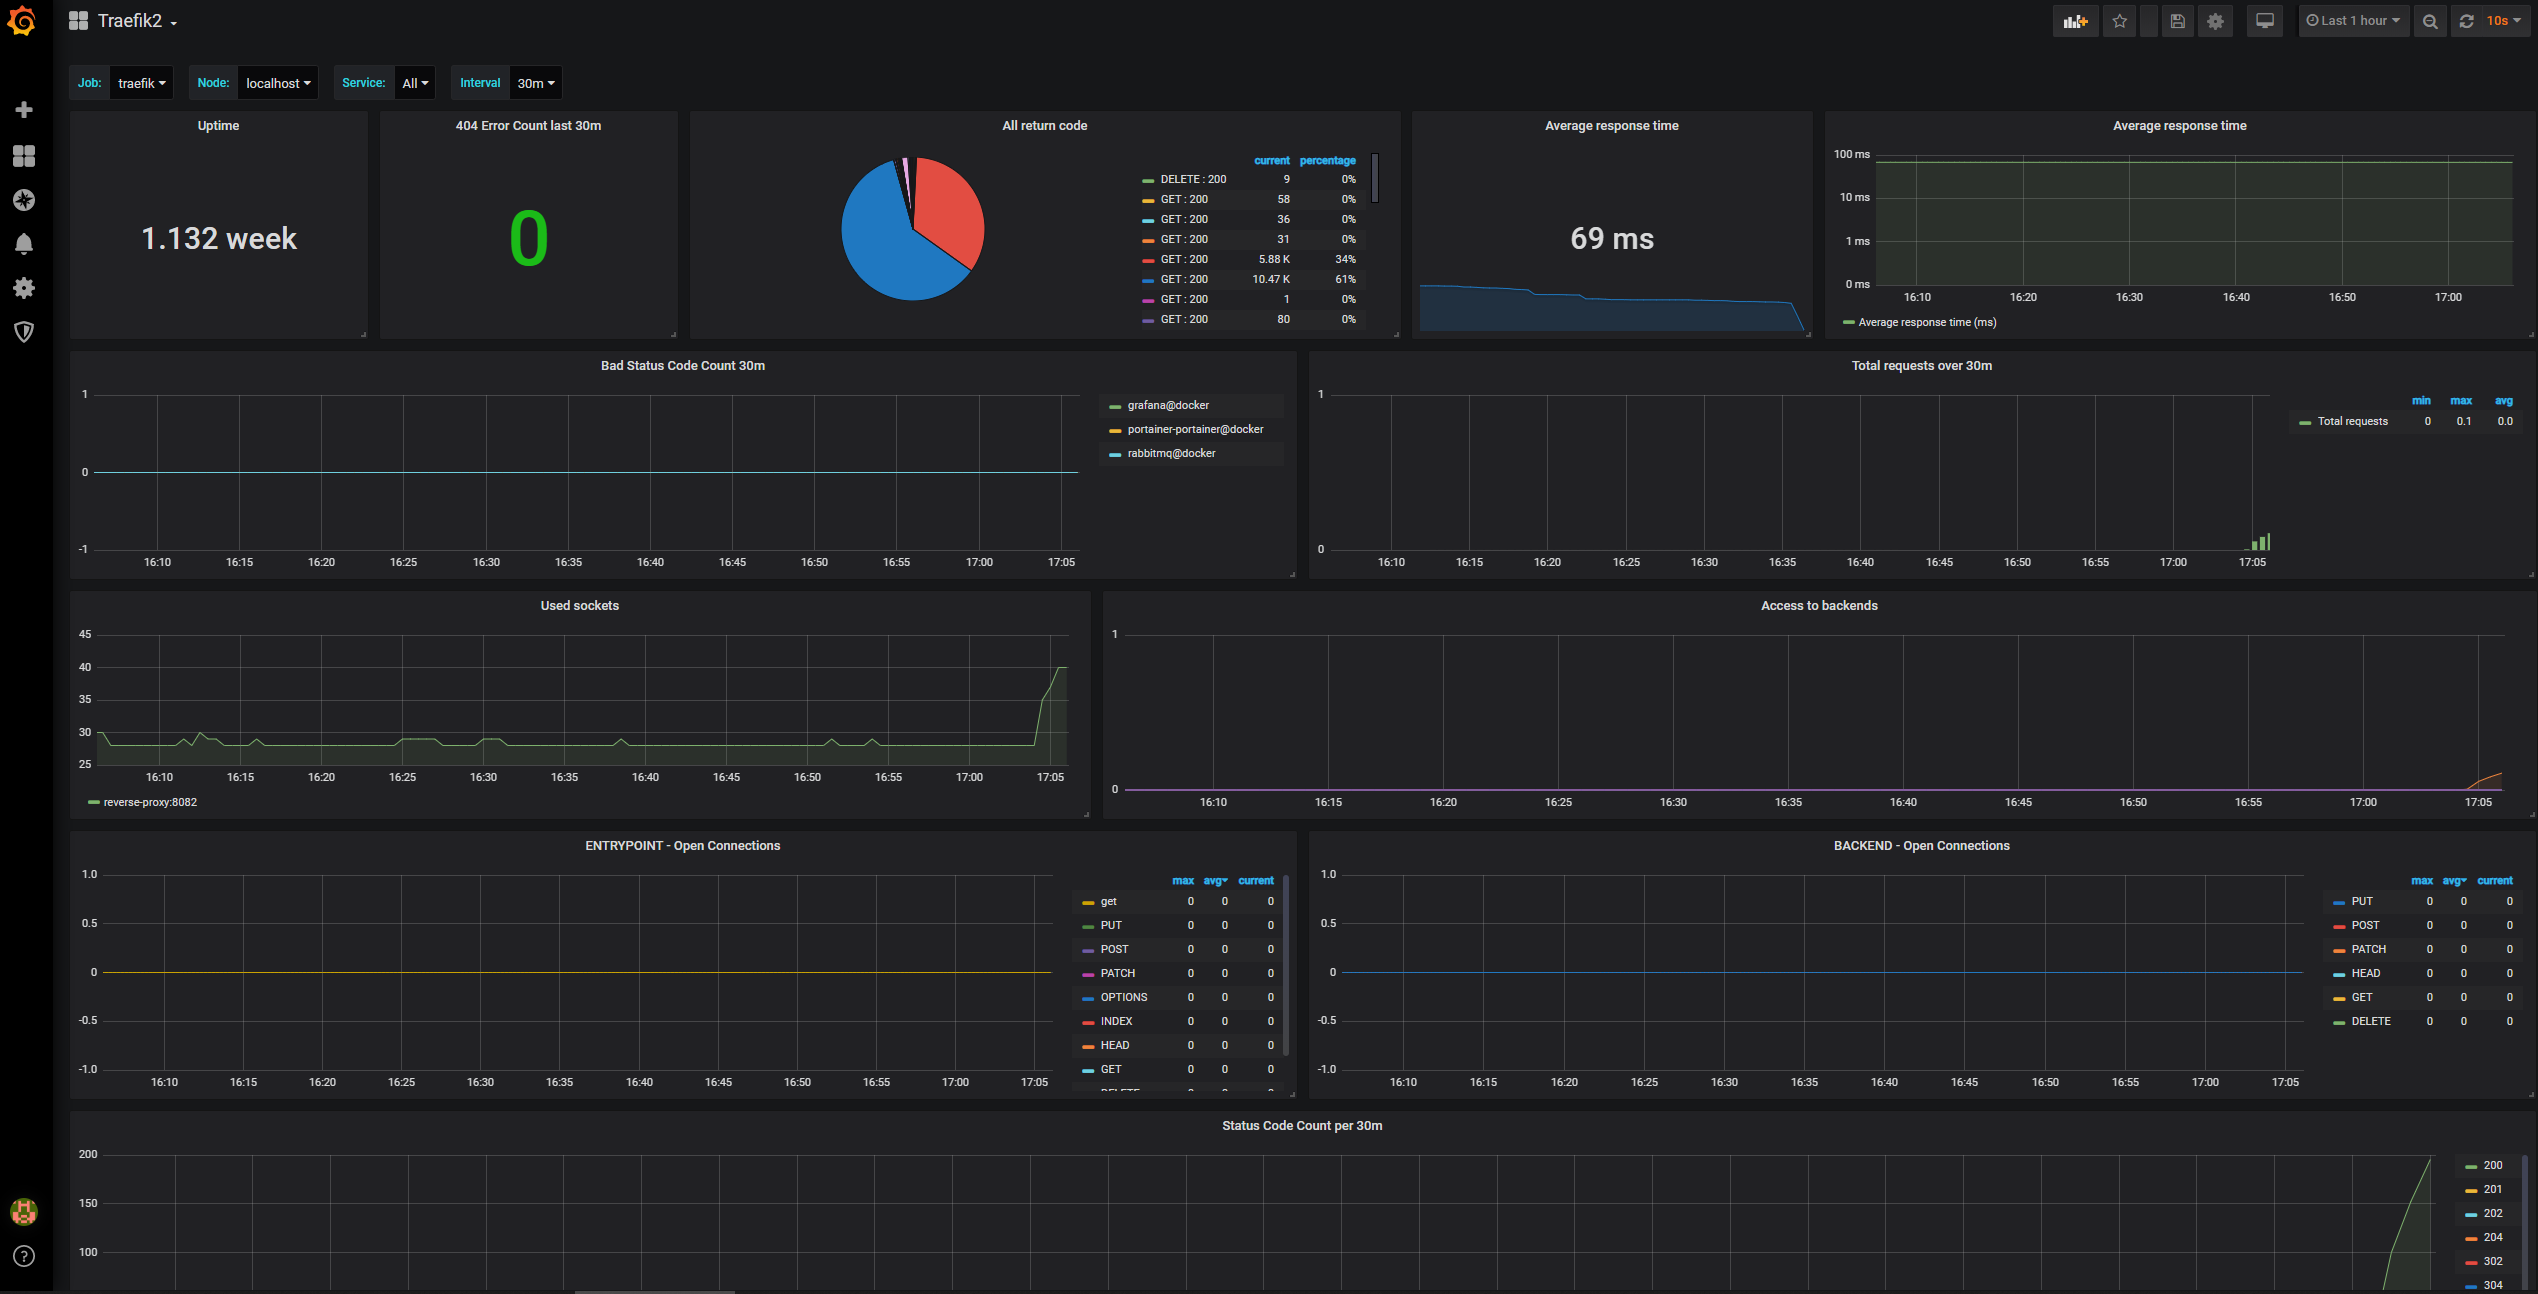 Traefik2
Last 1 hour
10s
Job: traefik Node: localhost Service: All Interval 30m
Uptime
1.132 week
404 Error Count last 30m
0
All return code
current percentage
DELETE : 200 9 0%
GET : 200 58 0%
GET : 200 36 0%
GET : 200 31 0%
GET : 200 5.88 K 34%
GET : 200 10.47 K 61%
GET : 200 1 0%
GET : 200 80 0%
Average response time
69 ms
Average response time
100 ms
10 ms
1 ms
0 ms
16:10 16:20 16:30 16:40 16:50 17:00
Average response time (ms)
Bad Status Code Count 30m
1
0
-1
16:10 16:15 16:20 16:25 16:30 16:35 16:40 16:45 16:50 16:55 17:00 17:05
grafana@docker
portainer-portainer@docker
rabbitmq@docker
Total requests over 30m
1
0
16:10 16:15 16:20 16:25 16:30 16:35 16:40 16:45 16:50 16:55 17:00 17:05
min max avg
Total requests 0 0.1 0.0
Used sockets
45
40
35
30
25
16:10 16:15 16:20 16:25 16:30 16:35 16:40 16:45 16:50 16:55 17:00 17:05
reverse-proxy:8082
Access to backends
1
0
16:10 16:15 16:20 16:25 16:30 16:35 16:40 16:45 16:50 16:55 17:00 17:05
ENTRYPOINT - Open Connections
1.0
0.5
0
-0.5
-1.0
16:10 16:15 16:20 16:25 16:30 16:35 16:40 16:45 16:50 16:55 17:00 17:05
max avg current
get 0 0 0
PUT 0 0 0
POST 0 0 0
PATCH 0 0 0
OPTIONS 0 0 0
INDEX 0 0 0
HEAD 0 0 0
GET 0 0 0
BACKEND - Open Connections
1.0
0.5
0
-0.5
-1.0
16:10 16:15 16:20 16:25 16:30 16:35 16:40 16:45 16:50 16:55 17:00 17:05
max avg current
PUT 0 0 0
POST 0 0 0
PATCH 0 0 0
HEAD 0 0 0
GET 0 0 0
DELETE 0 0 0
Status Code Count per 30m
200
150
100
200
201
202
204
302
304